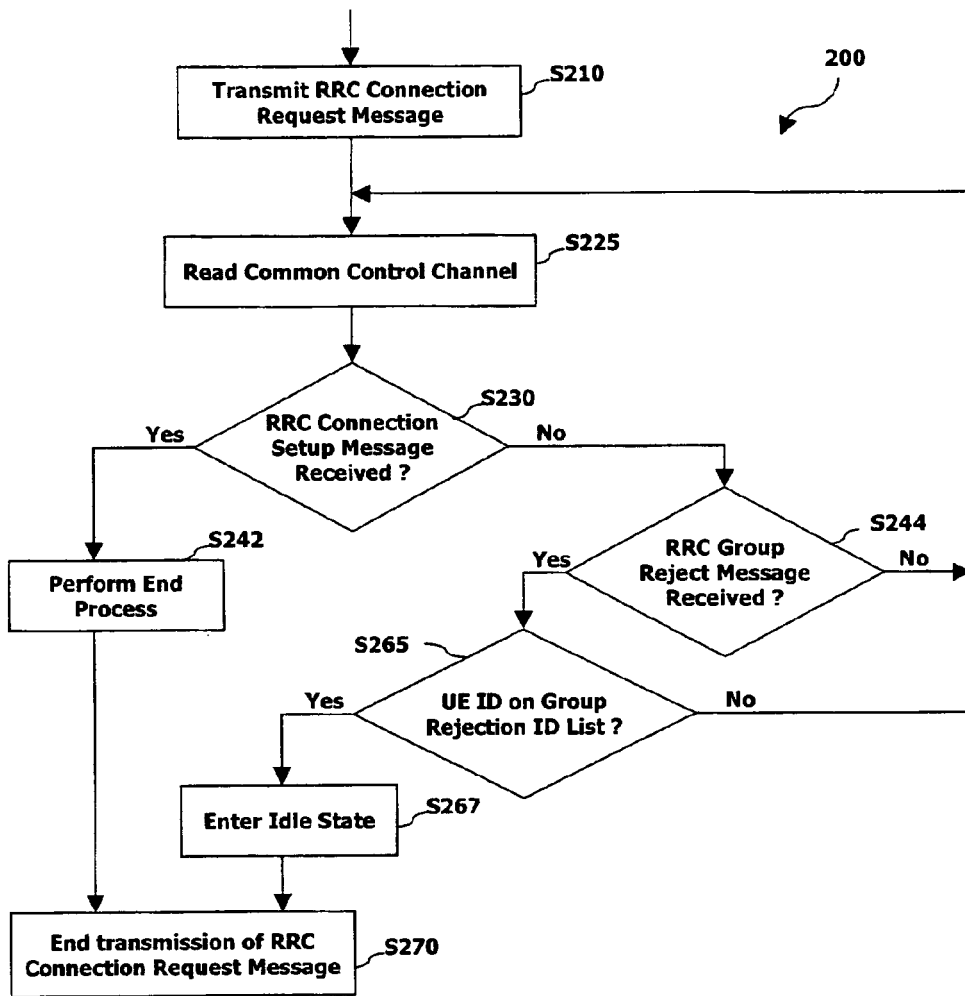 200
S210
Transmit RRC Connection
Request Message
S225
Read Common Control Channel
S230
RRC Connection
Setup Message
Received ?
Yes
No
S242
Perform End
Process
S244
RRC Group
Reject Message
Received ?
Yes
No
S265
UE ID on Group
Rejection ID List ?
Yes
No
S267
Enter Idle State
End transmission of RRC
Connection Request Message
S270